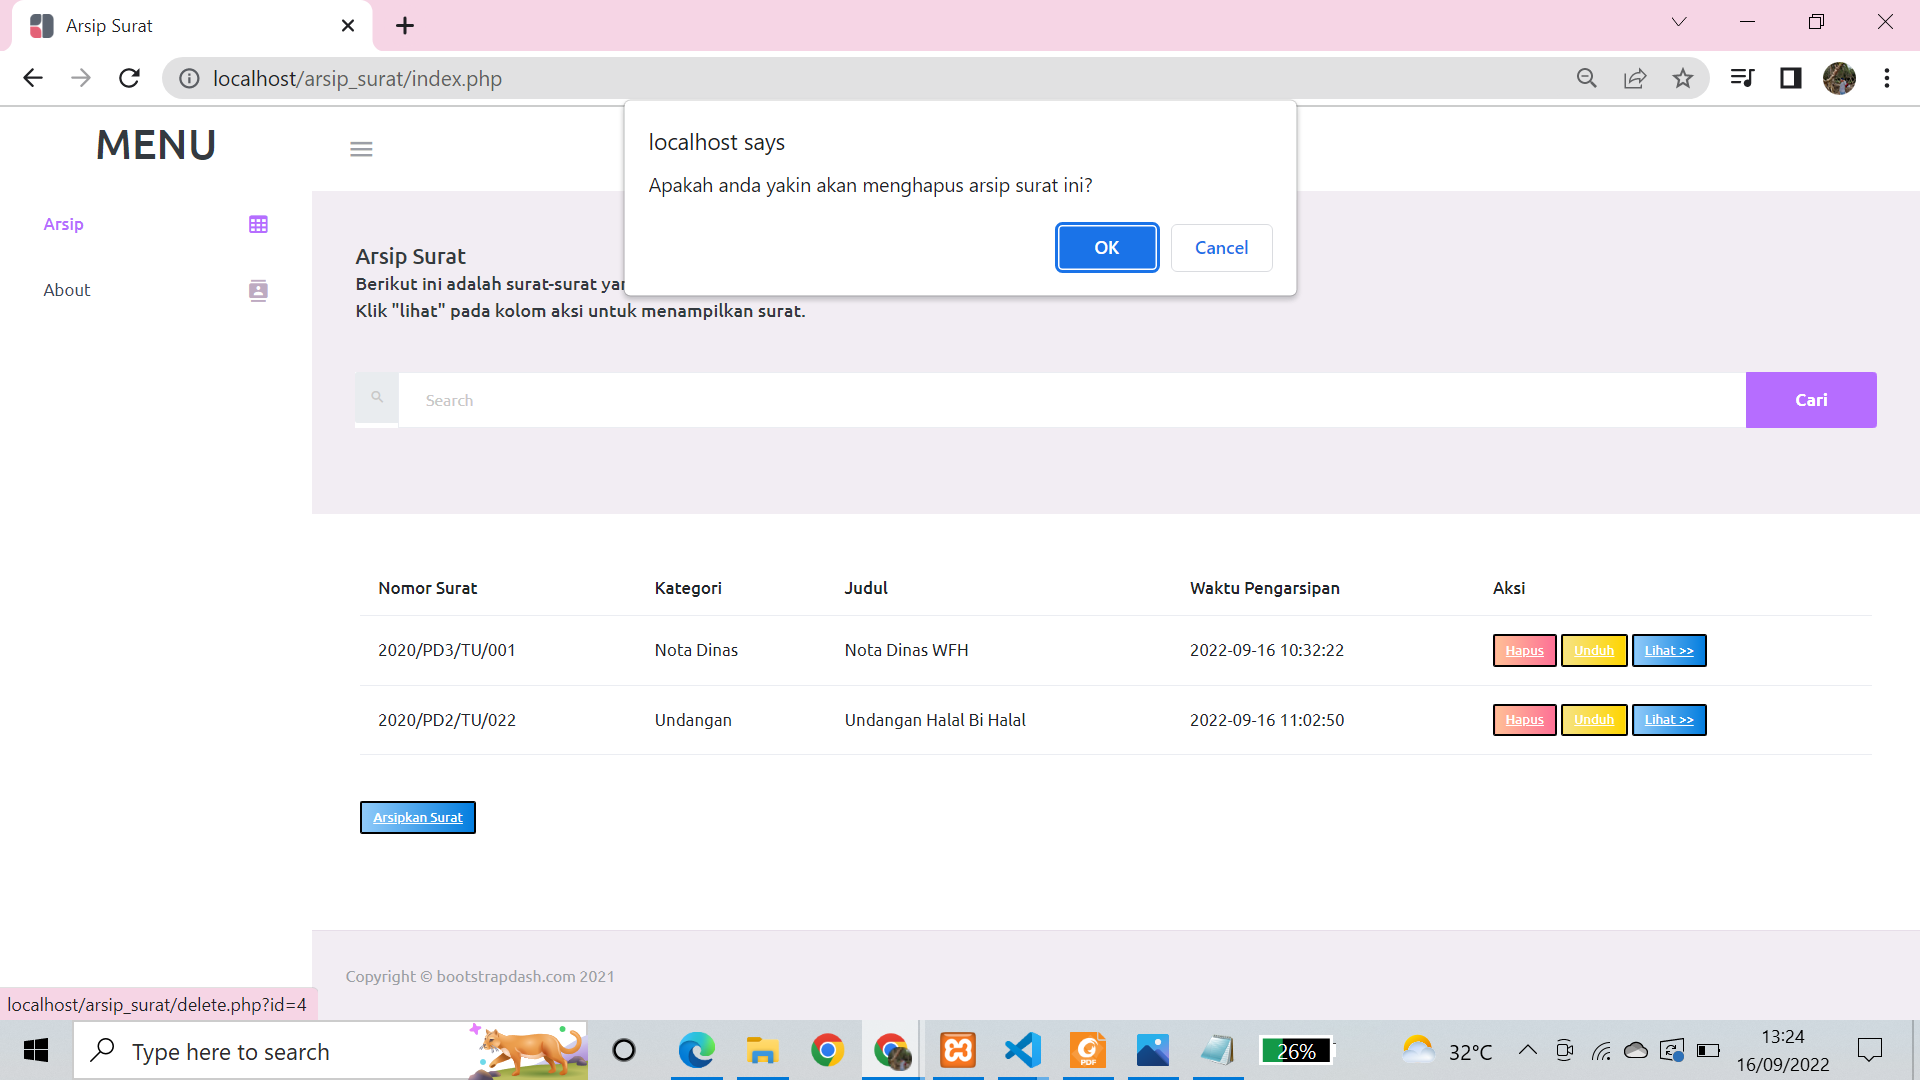 Arsip Surat
localhost/arsip_surat/index.php
localhost says
Apakah anda yakin akan menghapus arsip surat ini?
OK
Cancel
MENU
Arsip
About
Arsip Surat
Berikut ini adalah surat-surat
Klik "lihat" pada kolom aksi untuk menampilkan surat.
Search
Cari
Nomor Surat Kategori Judul Waktu Pengarsipan Aksi
2020/PD3/TU/001 Nota Dinas Nota Dinas WFH 2022-09-16 10:32:22 Hapus Unduh Lihat >>
2020/PD2/TU/022 Undangan Undangan Halal Bi Halal 2022-09-16 11:02:50 Hapus Unduh Lihat >>
Arsipkan Surat
Copyright © bootstrapdash.com 2021
localhost/arsip_surat/delete.php?id=4
Type here to search
PDF
26%
32°C
13:24
16/09/2022